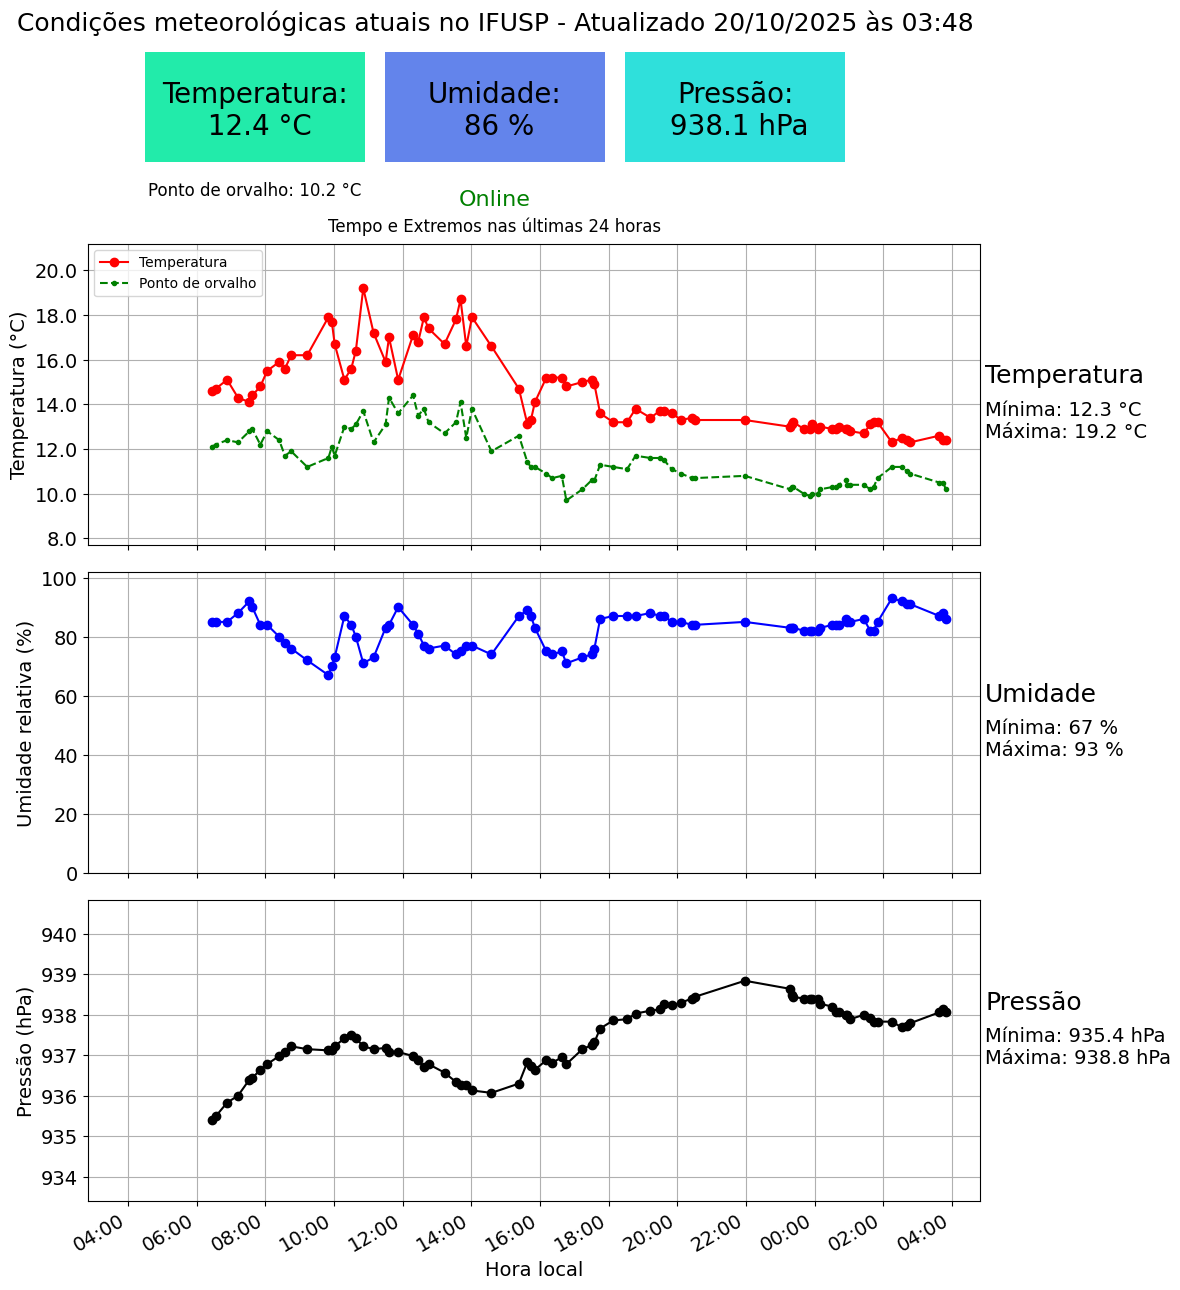 Condições meteorológicas atuais no IFUSP - Atualizado 20/10/2025 às 03:48
Temperatura:
12.4 °C
Umidade:
86 %
Pressão:
938.1 hPa
Ponto de orvalho: 10.2 °C
Online
Tempo e Extremos nas últimas 24 horas
Temperatura
Ponto de orvalho
Temperatura (°C)
20.0
18.0
16.0
14.0
12.0
10.0
8.0
Temperatura
Mínima: 12.3 °C
Máxima: 19.2 °C
Umidade relativa (%)
100
80
60
40
20
0
Umidade
Mínima: 67 %
Máxima: 93 %
Pressão (hPa)
940
939
938
937
936
935
934
Pressão
Mínima: 935.4 hPa
Máxima: 938.8 hPa
04:00 06:00 08:00 10:00 12:00 14:00 16:00 18:00 20:00 22:00 00:00 02:00 04:00
Hora local